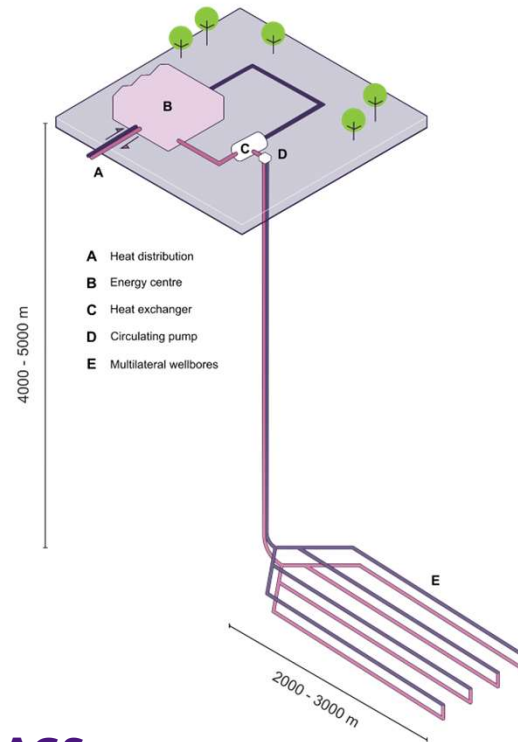 B
C
D
A
A Heat distribution
B Energy centre
C Heat exchanger
D Circulating pump
E Multilateral wellbores
4000 - 5000 m
E
2000 - 3000 m